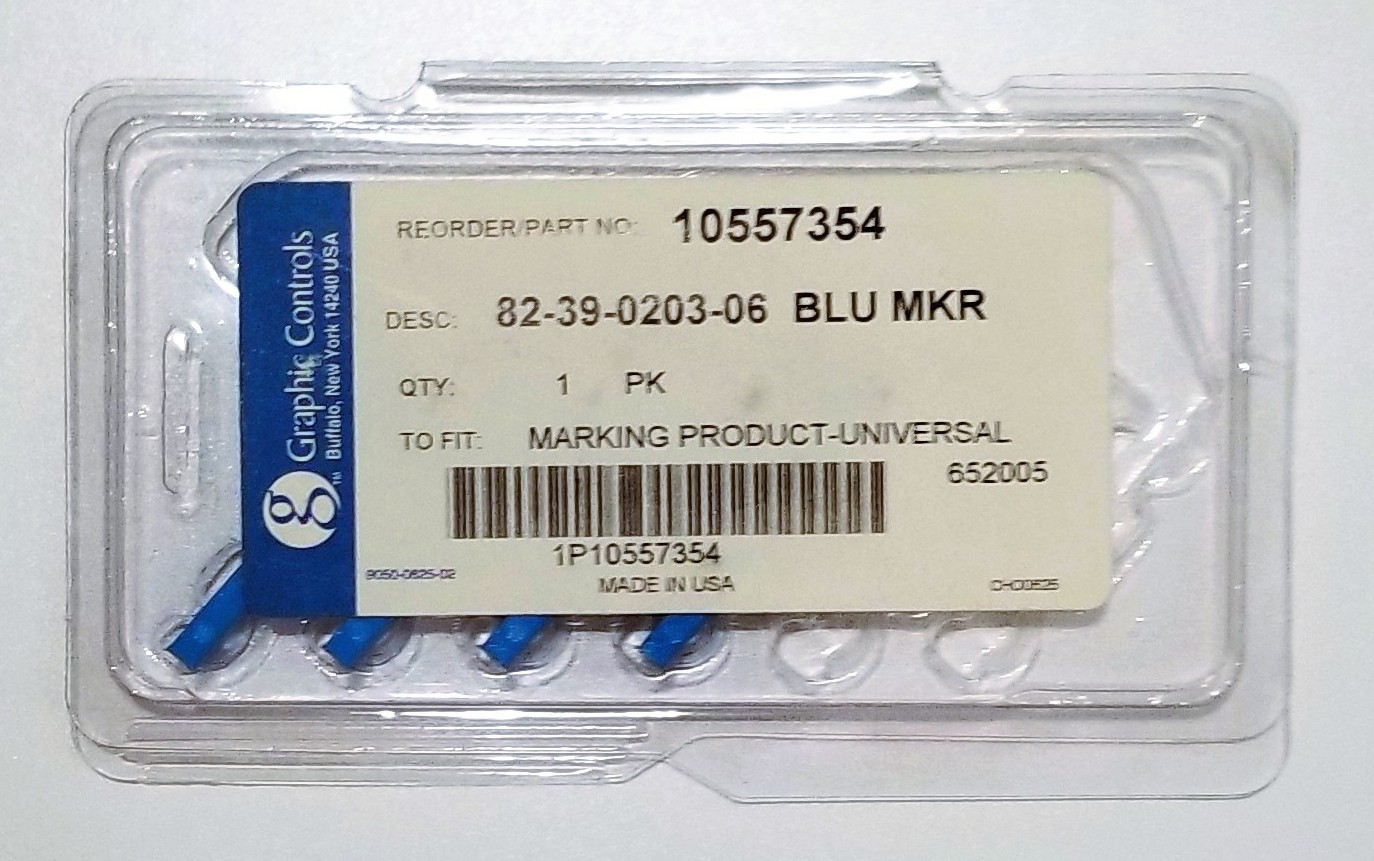 Graphic Controls
Buffalo, New York 14240 USA
g TM
REORDER/PART NO: 10557354
DESC: 82-39-0203-06 BLU MKR
QTY: 1 PK
TO FIT: MARKING PRODUCT-UNIVERSAL
652005
1P10557354
MADE IN USA
9050-0825-02